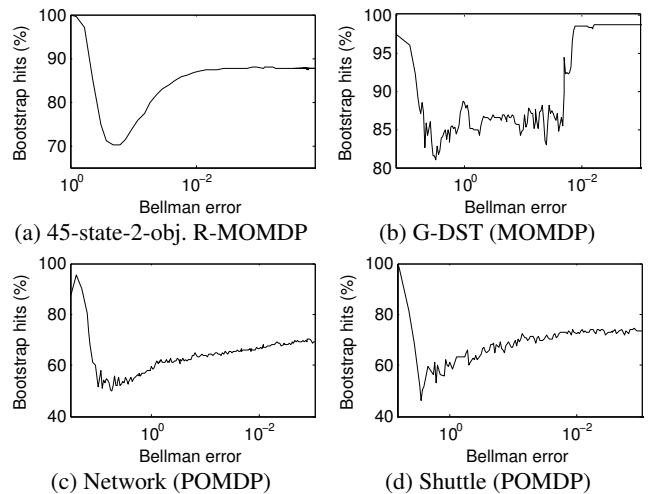 100
90
80
70
Bootstrap hits (%)
10^0
10^-2
Bellman error
(a) 45-state-2-obj. R-MOMDP
100
95
90
85
80
Bootstrap hits (%)
10^0
10^-2
Bellman error
(b) G-DST (MOMDP)
100
80
60
40
Bootstrap hits (%)
10^0
10^-2
Bellman error
(c) Network (POMDP)
100
80
60
40
Bootstrap hits (%)
10^0
10^-2
Bellman error
(d) Shuttle (POMDP)